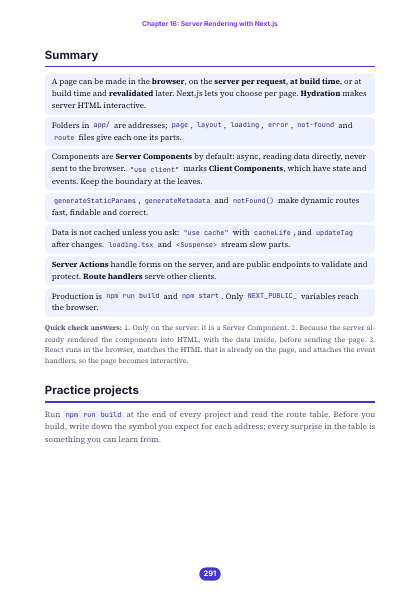 Chapter 16: Server Rendering with Next.js
Summary
A page can be made in the browser, on the server per request, at build time, or at
build time and revalidated later. Next.js lets you choose per page. Hydration makes
server HTML interactive.
Folders in app/ are addresses; page, layout, loading, error, not-found and
route files give each one its parts.
Components are Server Components by default: async, reading data directly, never
sent to the browser. "use client" marks Client Components, which have state and
events. Keep the boundary at the leaves.
generateStaticParams, generateMetadata and notFound() make dynamic routes
fast, findable and correct.
Data is not cached unless you ask: "use cache" with cacheLife, and updateTag
after changes. loading.tsx and <Suspense> stream slow parts.
Server Actions handle forms on the server, and are public endpoints to validate and
protect. Route handlers serve other clients.
Production is npm run build and npm start. Only NEXT_PUBLIC_ variables reach
the browser.
Quick check answers: 1. Only on the server: it is a Server Component. 2. Because the server al-
ready rendered the components into HTML, with the data inside, before sending the page. 3.
React runs in the browser, matches the HTML that is already on the page, and attaches the event
handlers, so the page becomes interactive.
Practice projects
Run npm run build at the end of every project and read the route table. Before you
build, write down the symbol you expect for each address; every surprise in the table is
something you can learn from.
291